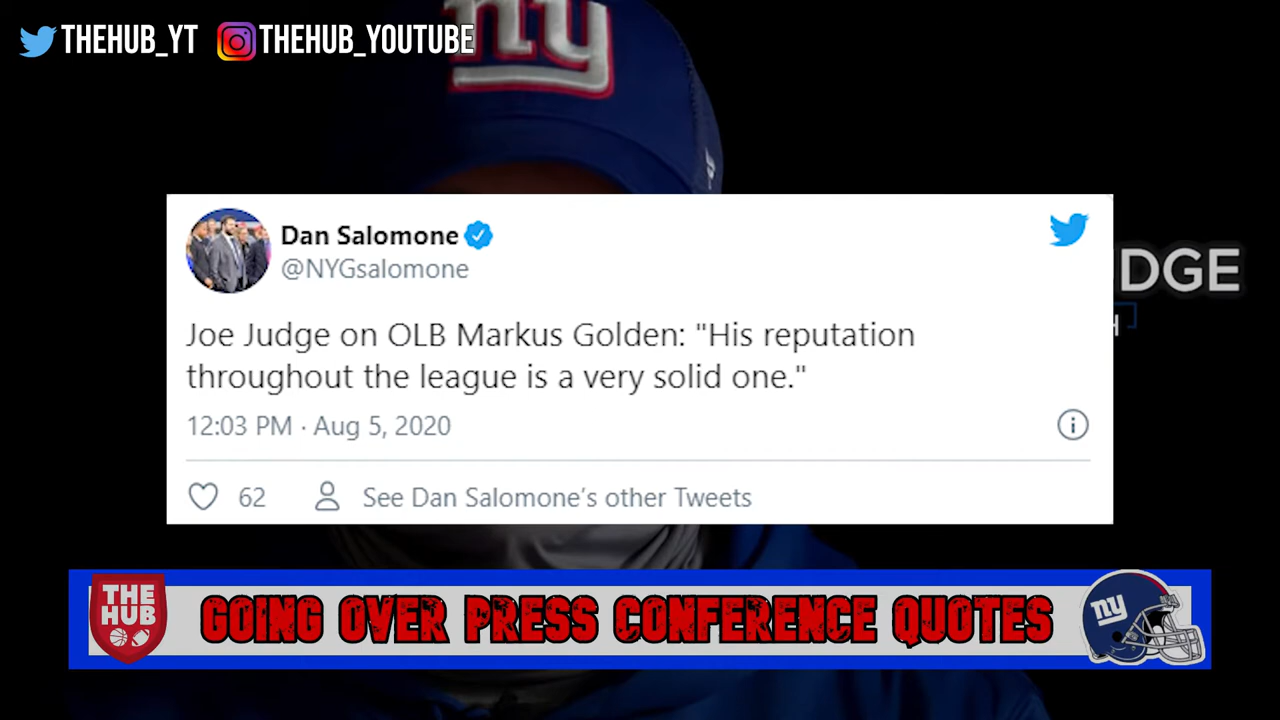 THEHUB_YT THEHUB_YOUTUBE
ny
Dan Salomone
@NYGsalomone
DGE
H
Joe Judge on OLB Markus Golden: "His reputation
throughout the league is a very solid one."
12:03 PM · Aug 5, 2020
62 See Dan Salomone’s other Tweets
THE
HUB
GOING OVER PRESS CONFERENCE QUOTES
ny